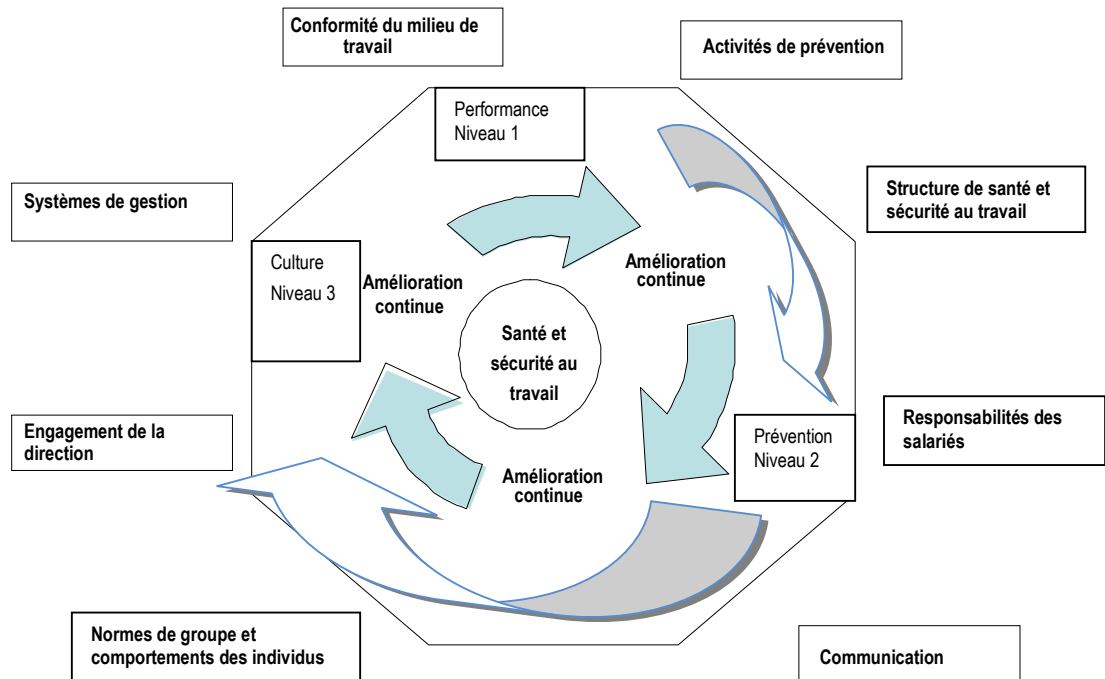 Conformité du milieu de
travail
Activités de prévention
Performance
Niveau 1
Systèmes de gestion
Structure de santé et
sécurité au travail
Culture
Niveau 3
Amélioration
continue
Amélioration
continue
Santé et
sécurité au
travail
Engagement de la
direction
Responsabilités des
salariés
Prévention
Niveau 2
Amélioration
continue
Normes de groupe et
comportements des individus
Communication